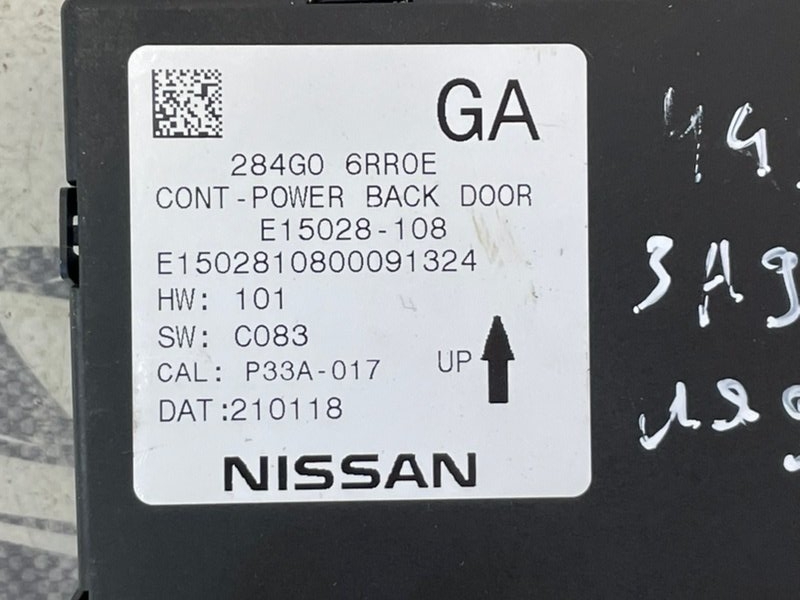 GA
284G0 6RR0E
CONT-POWER BACK DOOR
E15028-108
E1502810800091324
HW: 101
SW: C083
CAL: P33A-017
UP
DAT:210118
NISSAN